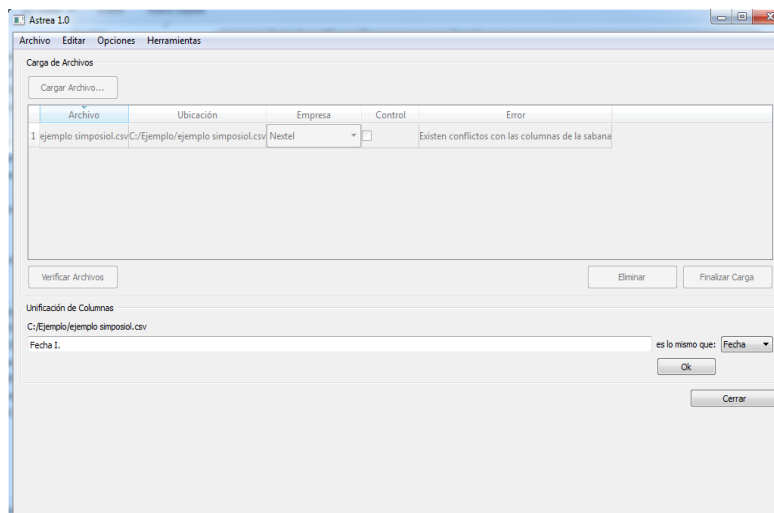 Astrea 1.0
Archivo Editar Opciones Herramientas
Carga de Archivos
Cargar Archivo...
Archivo Ubicación Empresa Control Error
1 ejemplo simposiol.csv C:/Ejemplo/ejemplo simposiol.csv Nextel Existen conflictos con las columnas de la sabana
Verificar Archivos Eliminar Finalizar Carga
Unificación de Columnas
C:/Ejemplo/ejemplo simposiol.csv
Fecha I. es lo mismo que: Fecha
Ok
Cerrar